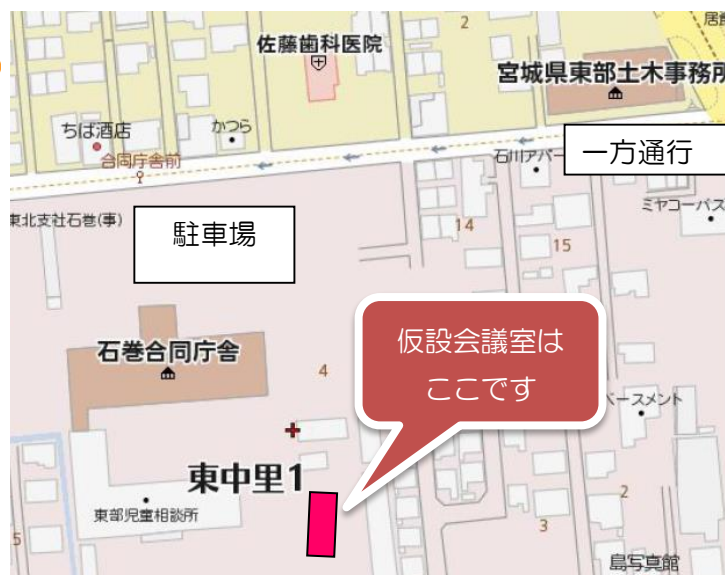 2
居
佐藤歯科医院
宮城県東部土木事務所
ちば酒店
かつら
合同庁舎前
一方通行
石川アパー
ミヤコーバス
東北支社石巻(事)
駐車場
14
15
仮設会議室は
ここです
石巻合同庁舎
4
ベースメント
東中里1
東部児童相談所
2
3
5
島写真館